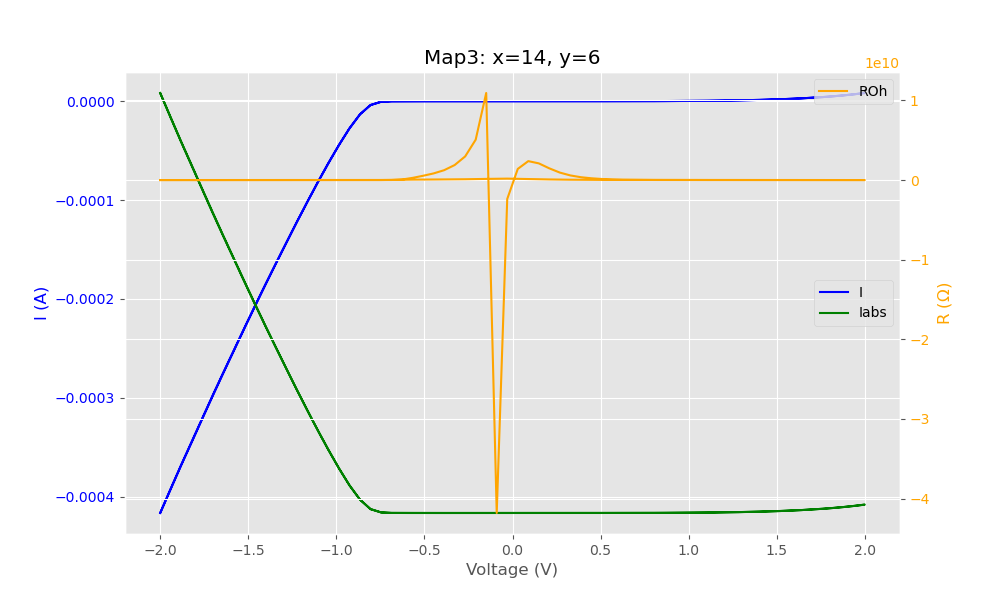 Map3: x=14, y=6
1e10
ROh
0.0000
−0.0001
−0.0002
−0.0003
−0.0004
I (A)
1
0
−1
−2
−3
−4
R (Ω)
I
Iabs
−2.0
−1.5
−1.0
−0.5
0.0
0.5
1.0
1.5
2.0
Voltage (V)